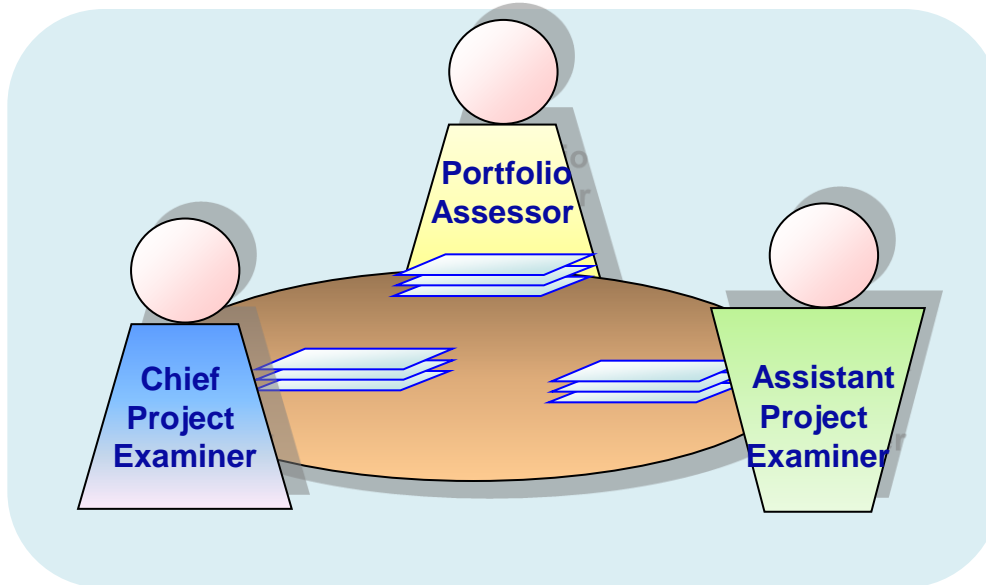 Portfolio
Assessor
Chief
Project
Examiner
Assistant
Project
Examiner